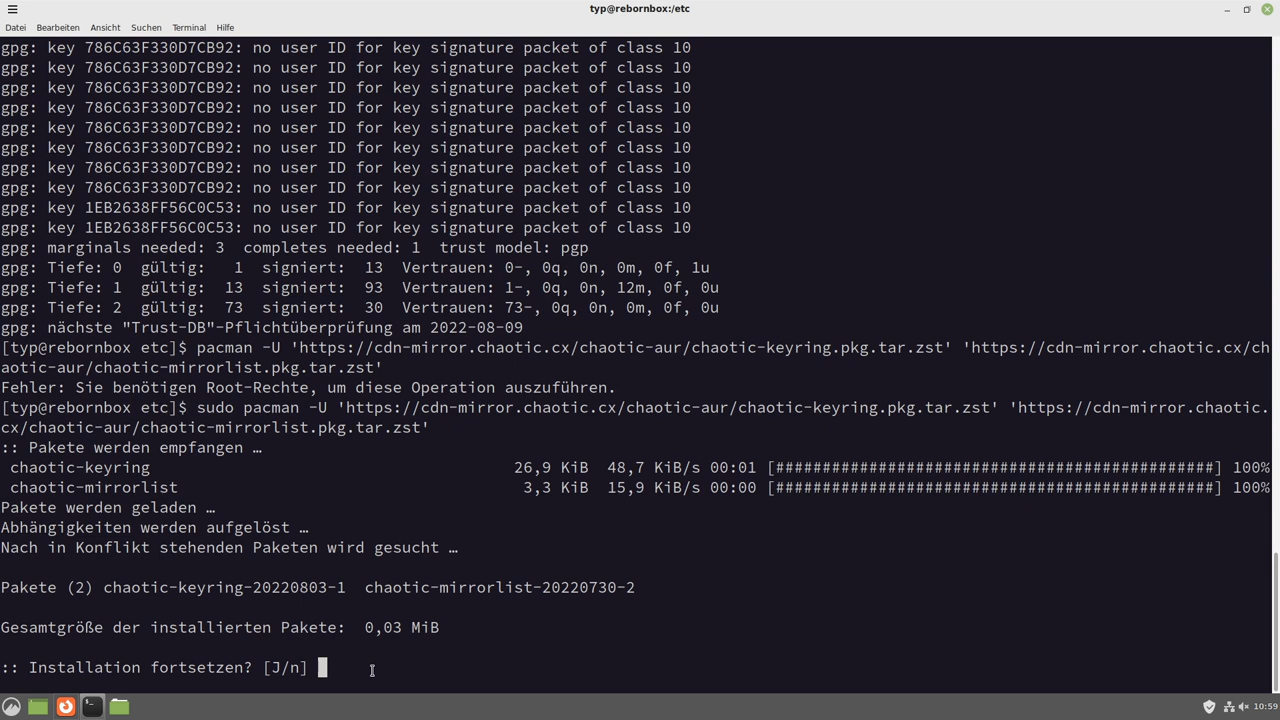 typ@rebornbox:/etc
Datei Bearbeiten Ansicht Suchen Terminal Hilfe
gpg: key 786C63F330D7CB92: no user ID for key signature packet of class 10
gpg: key 786C63F330D7CB92: no user ID for key signature packet of class 10
gpg: key 786C63F330D7CB92: no user ID for key signature packet of class 10
gpg: key 786C63F330D7CB92: no user ID for key signature packet of class 10
gpg: key 786C63F330D7CB92: no user ID for key signature packet of class 10
gpg: key 786C63F330D7CB92: no user ID for key signature packet of class 10
gpg: key 786C63F330D7CB92: no user ID for key signature packet of class 10
gpg: key 786C63F330D7CB92: no user ID for key signature packet of class 10
gpg: key 1EB2638FF56C0C53: no user ID for key signature packet of class 10
gpg: key 1EB2638FF56C0C53: no user ID for key signature packet of class 10
gpg: marginals needed: 3  completes needed: 1  trust model: pgp
gpg: Tiefe: 0  gültig:   1  signiert:  13  Vertrauen: 0-, 0q, 0n, 0m, 0f, 1u
gpg: Tiefe: 1  gültig:  13  signiert:  93  Vertrauen: 1-, 0q, 0n, 12m, 0f, 0u
gpg: Tiefe: 2  gültig:  73  signiert:  30  Vertrauen: 73-, 0q, 0n, 0m, 0f, 0u
gpg: nächste "Trust-DB"-Pflichtüberprüfung am 2022-08-09
[typ@rebornbox etc]$ pacman -U 'https://cdn-mirror.chaotic.cx/chaotic-aur/chaotic-keyring.pkg.tar.zst' 'https://cdn-mirror.chaotic.cx/ch
aotic-aur/chaotic-mirrorlist.pkg.tar.zst'
Fehler: Sie benötigen Root-Rechte, um diese Operation auszuführen.
[typ@rebornbox etc]$ sudo pacman -U 'https://cdn-mirror.chaotic.cx/chaotic-aur/chaotic-keyring.pkg.tar.zst' 'https://cdn-mirror.chaotic.
cx/chaotic-aur/chaotic-mirrorlist.pkg.tar.zst'
:: Pakete werden empfangen …
chaotic-keyring 26,9 KiB 48,7 KiB/s 00:01 [###############################################] 100%
chaotic-mirrorlist 3,3 KiB 15,9 KiB/s 00:00 [###############################################] 100%
Pakete werden geladen …
Abhängigkeiten werden aufgelöst …
Nach in Konflikt stehenden Paketen wird gesucht …
Pakete (2) chaotic-keyring-20220803-1  chaotic-mirrorlist-20220730-2
Gesamtgröße der installierten Pakete:  0,03 MiB
:: Installation fortsetzen? [J/n]
10:59